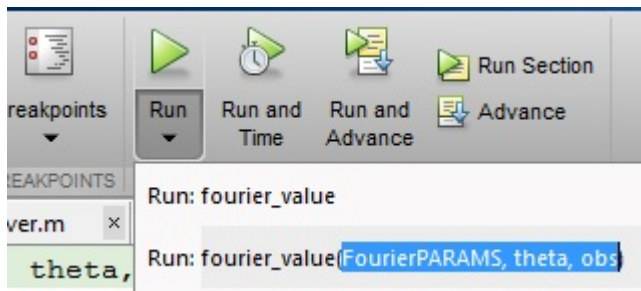 reakpoints
Run
Run and
Time
Run and
Advance
Run Section
Advance
REAKPOINTS
ver.m ×
theta,
Run: fourier_value
Run: fourier_value(FourierPARAMS, theta, obs)